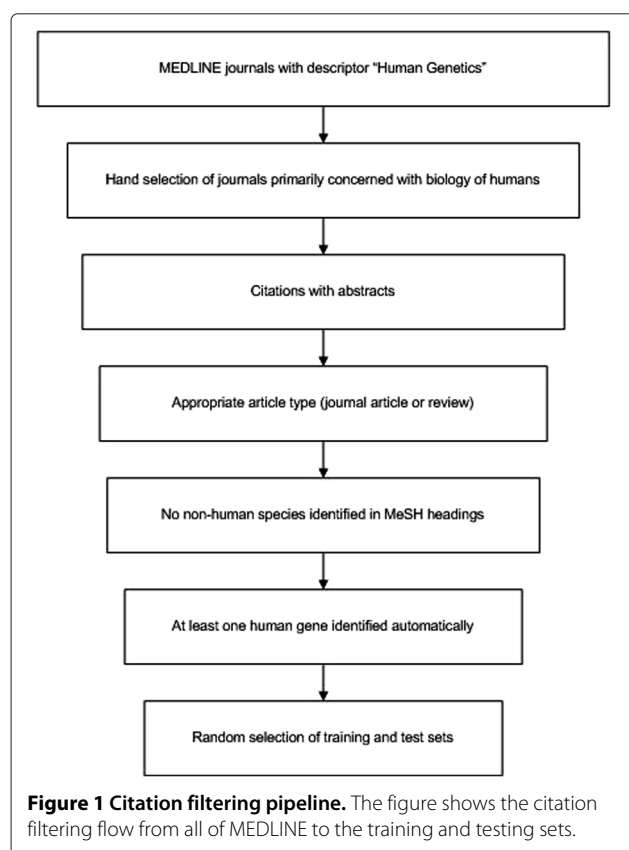 MEDLINE journals with descriptor “Human Genetics”
Hand selection of journals primarily concerned with biology of humans
Citations with abstracts
Appropriate article type (journal article or review)
No non-human species identified in MeSH headings
At least one human gene identified automatically
Random selection of training and test sets
Figure 1 Citation filtering pipeline. The figure shows the citation
filtering flow from all of MEDLINE to the training and testing sets.